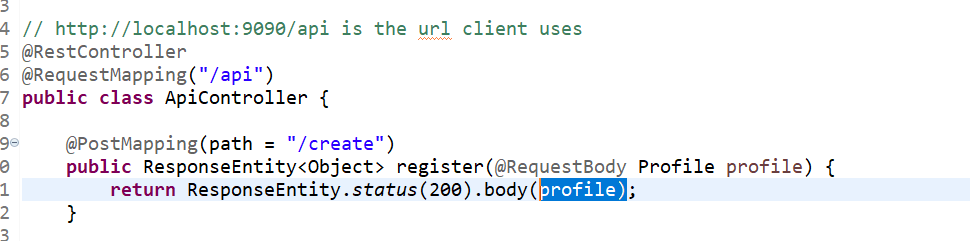 3
4 // http://localhost:9090/api is the url client uses
5 @RestController
6 @RequestMapping("/api")
7 public class ApiController {
8
9 @PostMapping(path = "/create")
0 public ResponseEntity<Object> register(@RequestBody Profile profile) {
1 return ResponseEntity.status(200).body(profile);
2 }
3